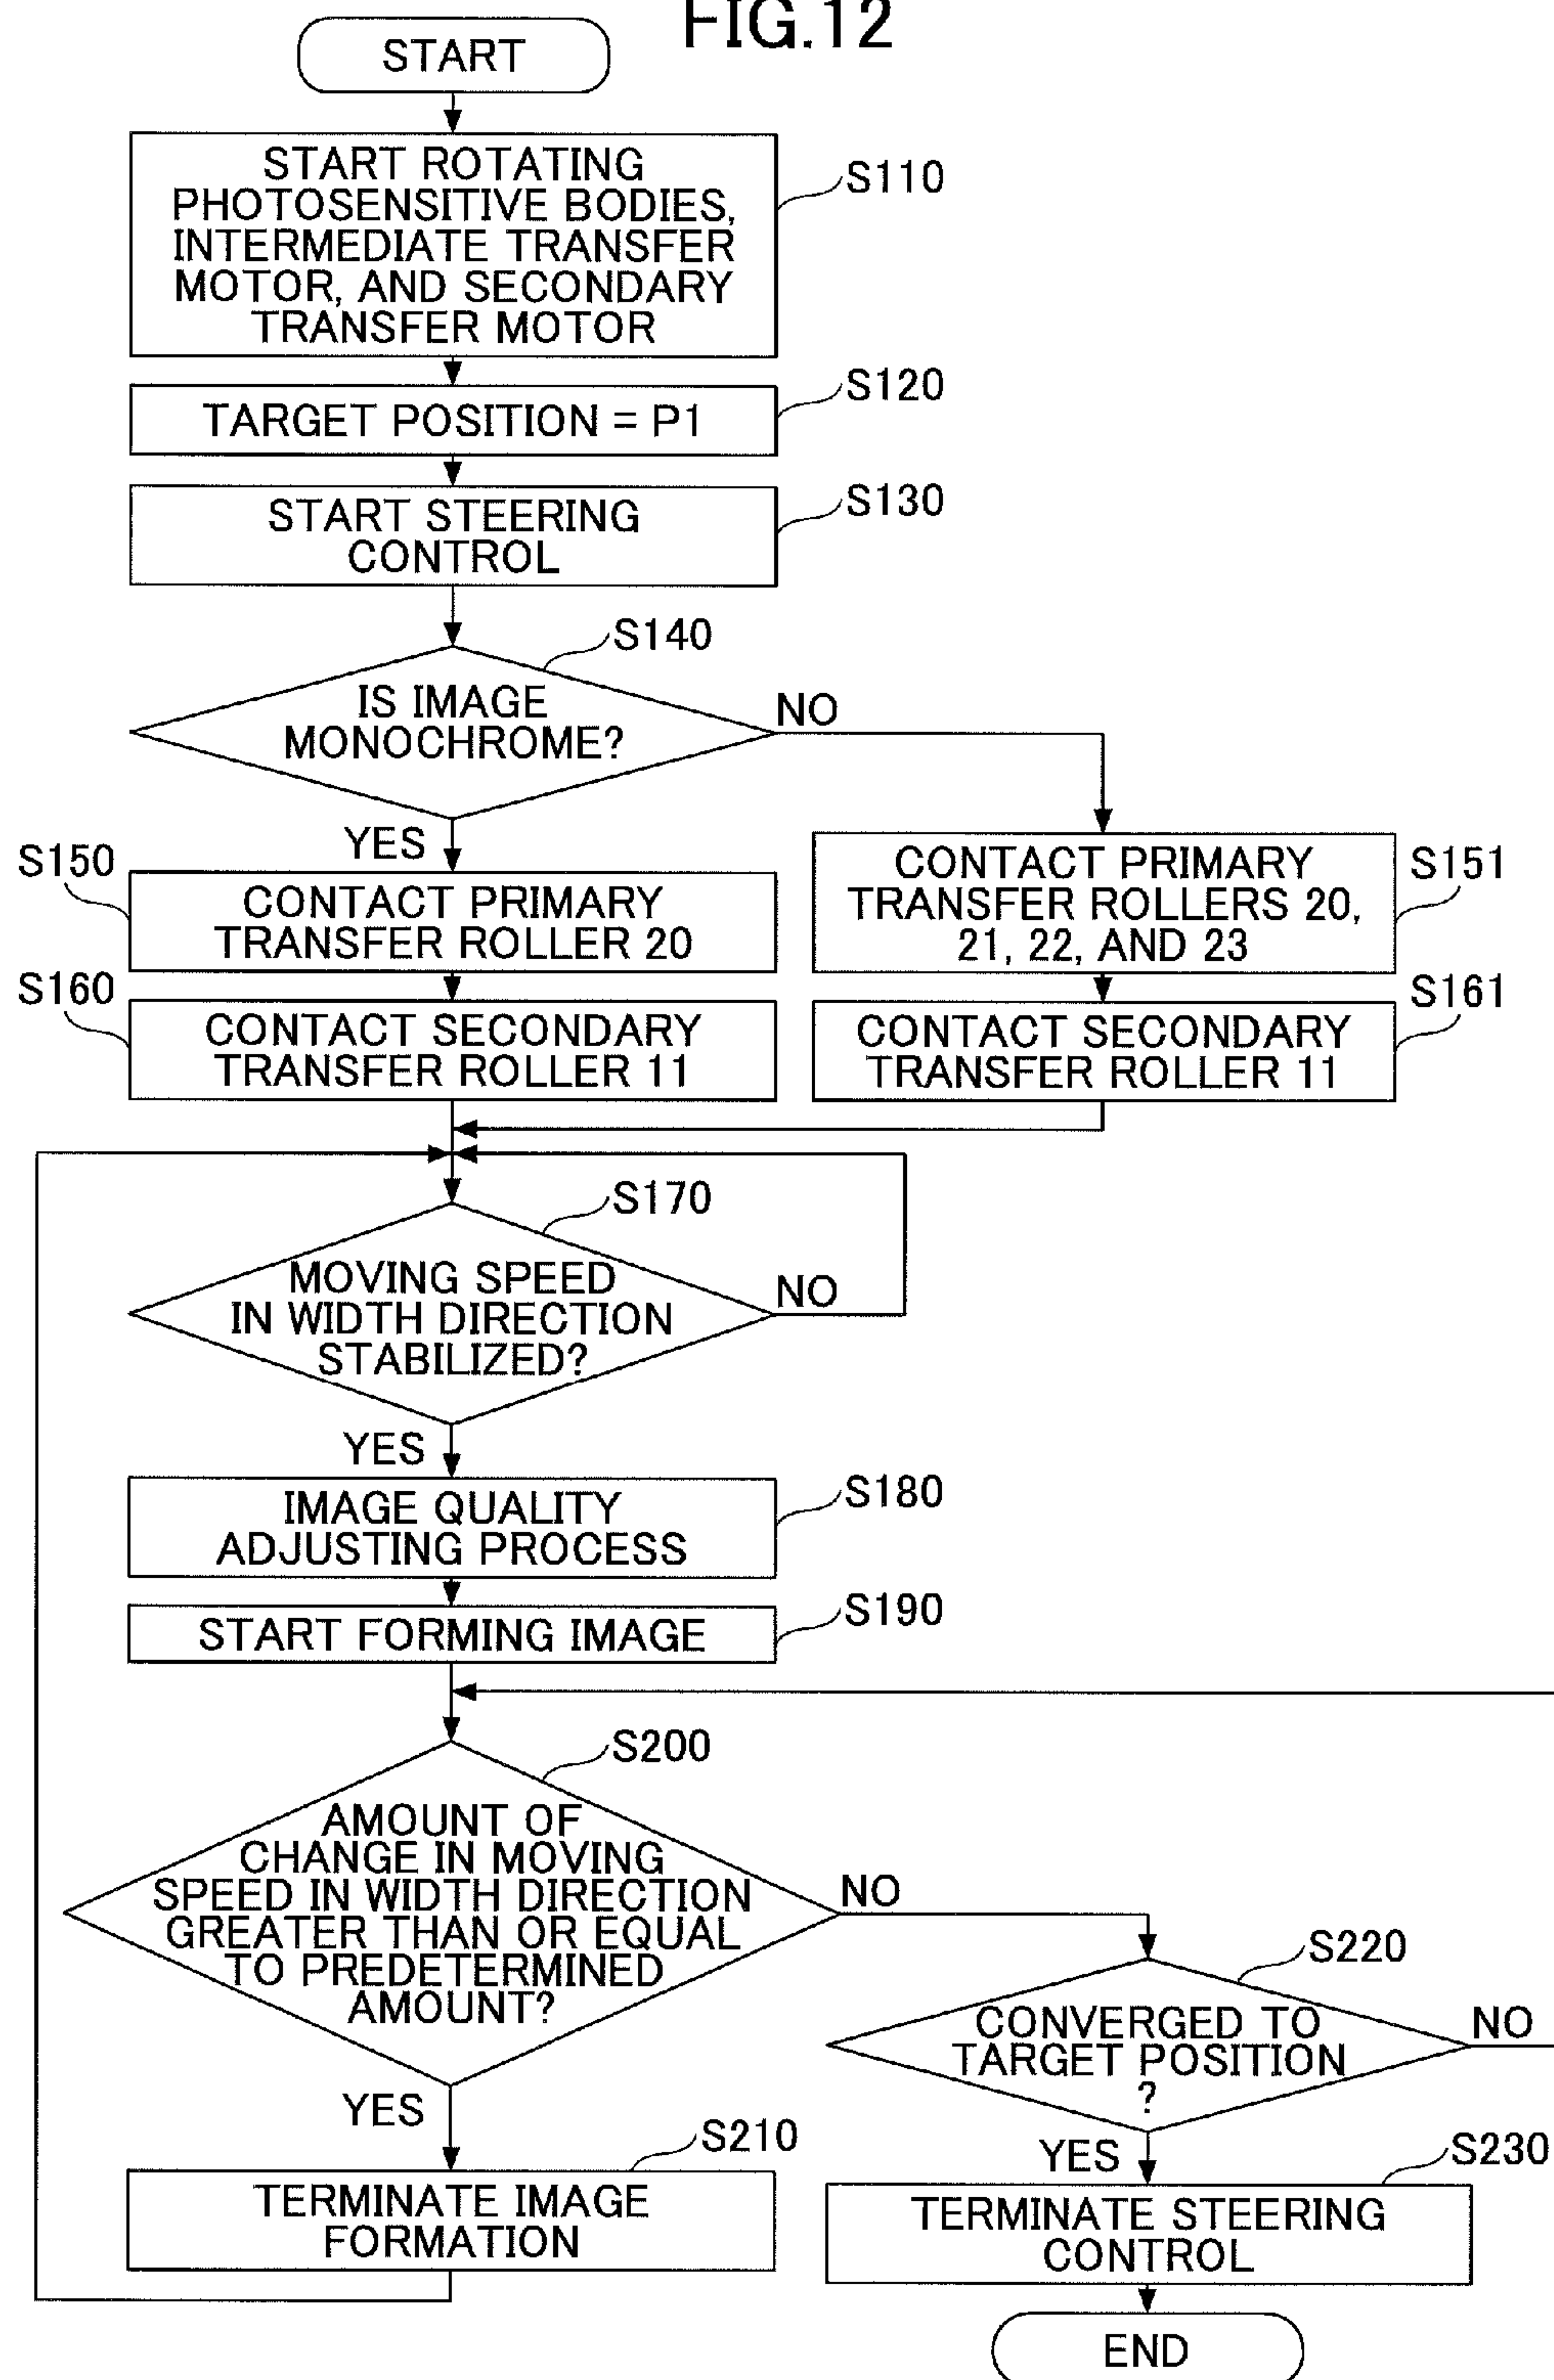 FIG.12
START
START ROTATING
PHOTOSENSITIVE BODIES,
INTERMEDIATE TRANSFER
MOTOR, AND SECONDARY
TRANSFER MOTOR
S110
TARGET POSITION = P1
S120
START STEERING
CONTROL
S130
S140
IS IMAGE
MONOCHROME?
NO
YES
S150
CONTACT PRIMARY
TRANSFER ROLLER 20
CONTACT PRIMARY
TRANSFER ROLLERS 20,
21, 22, AND 23
S151
S160
CONTACT SECONDARY
TRANSFER ROLLER 11
CONTACT SECONDARY
TRANSFER ROLLER 11
S161
S170
MOVING SPEED
IN WIDTH DIRECTION
STABILIZED?
NO
YES
IMAGE QUALITY
ADJUSTING PROCESS
S180
START FORMING IMAGE
S190
S200
AMOUNT OF
CHANGE IN MOVING
SPEED IN WIDTH DIRECTION
GREATER THAN OR EQUAL
TO PREDETERMINED
AMOUNT?
NO
S220
CONVERGED TO
TARGET POSITION
?
NO
YES
S210
TERMINATE IMAGE
FORMATION
YES
S230
TERMINATE STEERING
CONTROL
END